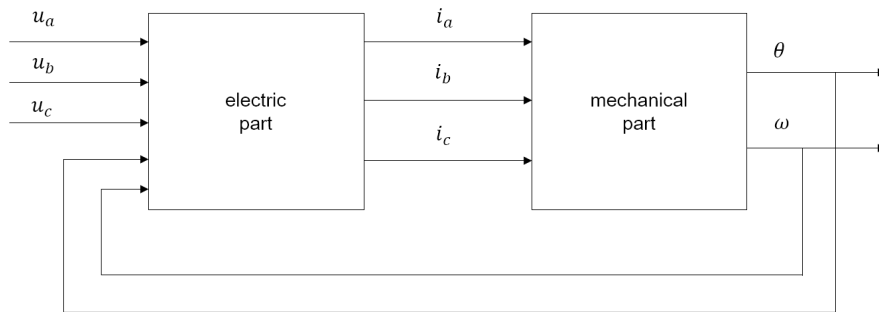 u_a
u_b
u_c
electric
part
i_a
i_b
i_c
mechanical
part
θ
ω